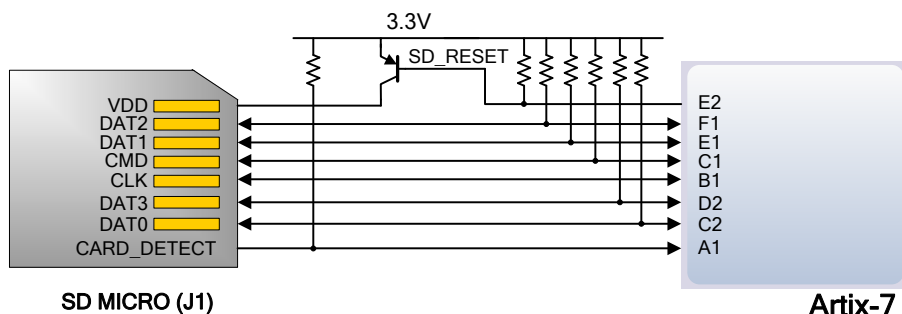 3.3V
SD_RESET
VDD
DAT2
DAT1
CMD
CLK
DAT3
DAT0
CARD_DETECT
E2
F1
E1
C1
B1
D2
C2
A1
SD MICRO (J1)
Artix-7